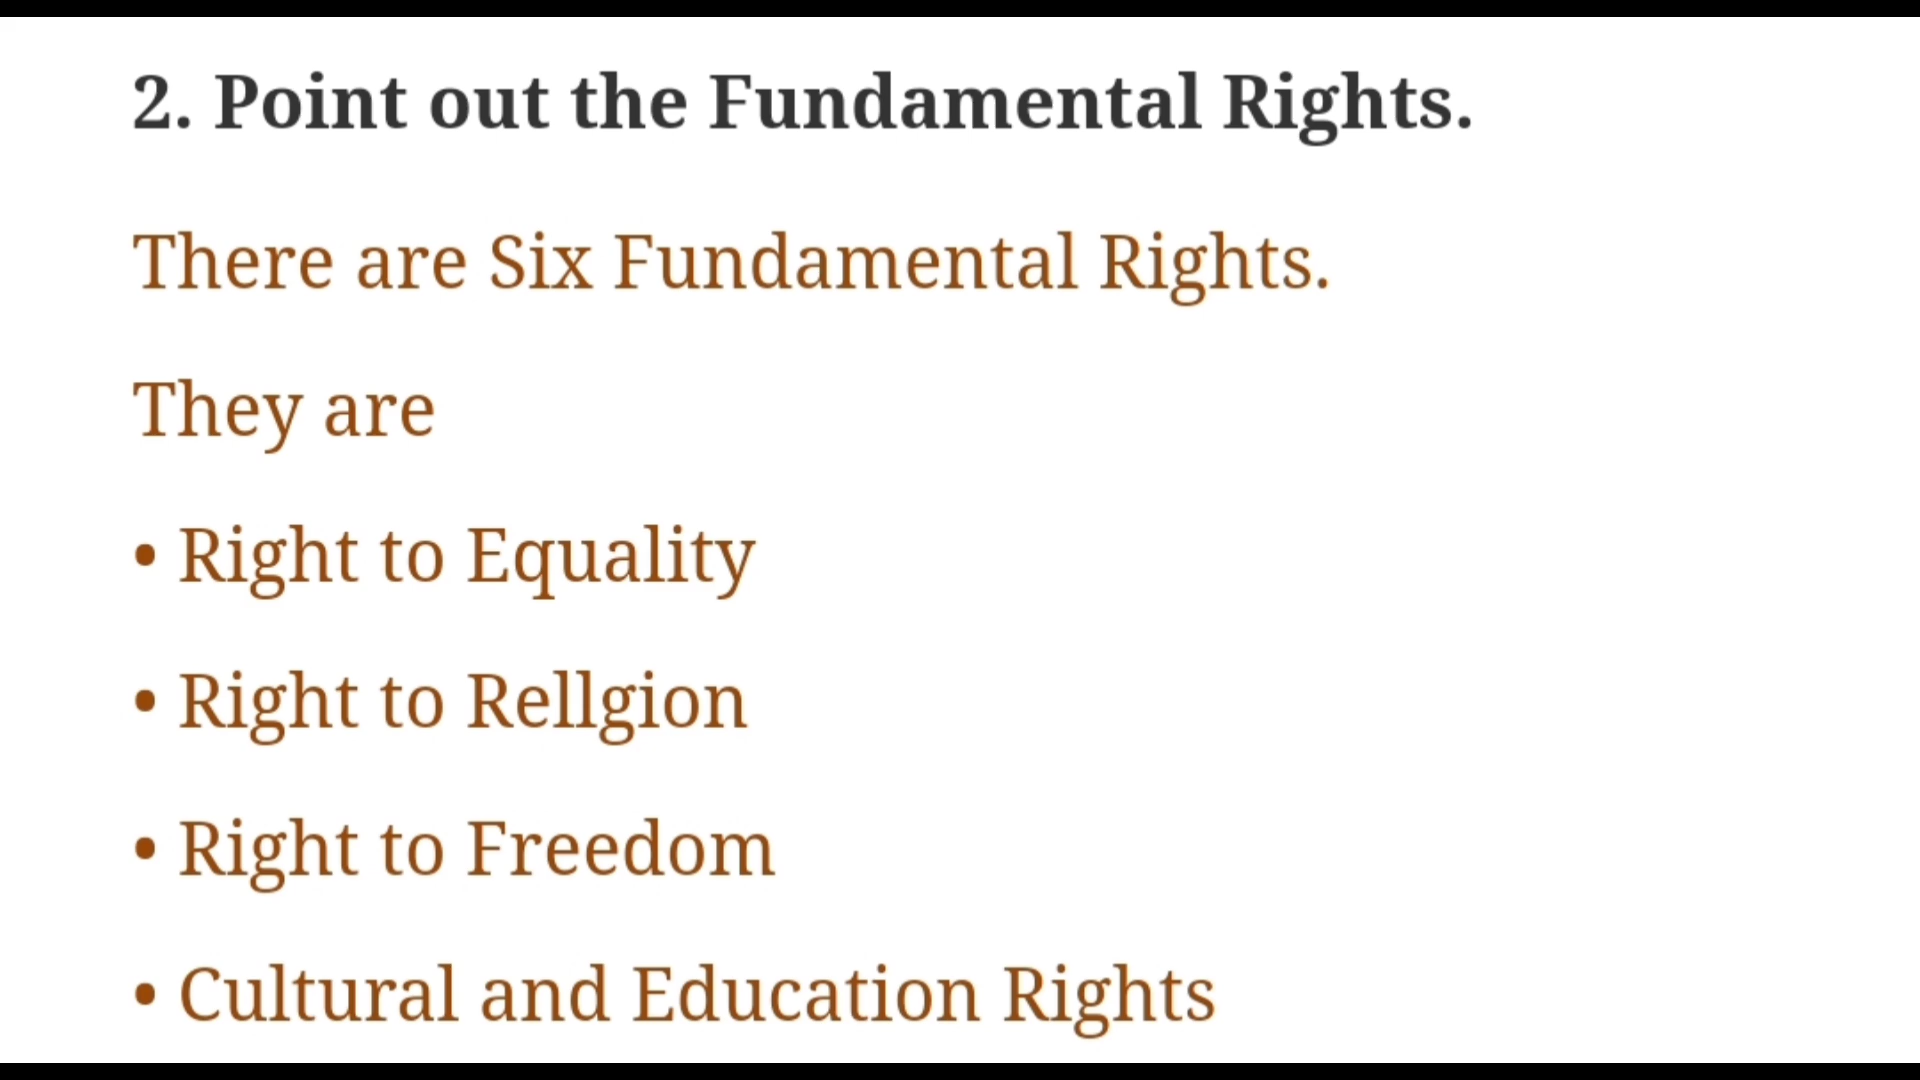 2. Point out the Fundamental Rights.
There are Six Fundamental Rights.
They are
• Right to Equality
• Right to Rellgion
• Right to Freedom
• Cultural and Education Rights